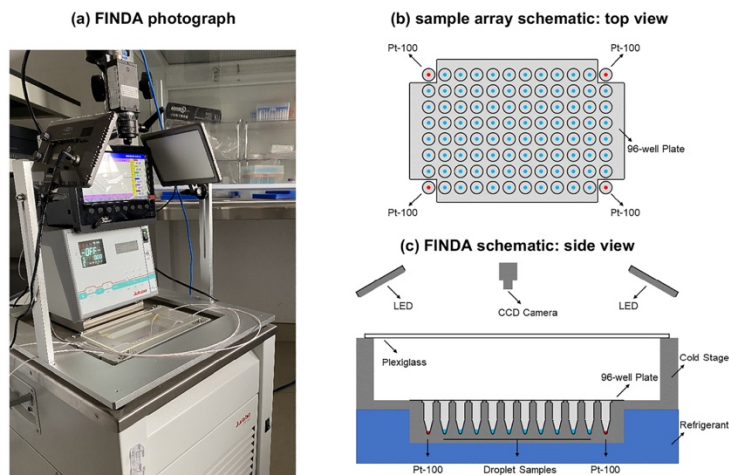 (a) FINDA photograph
-OFF-
(b) sample array schematic: top view
Pt-100 Pt-100
96-well Plate
Pt-100 Pt-100
(c) FINDA schematic: side view
LED CCD Camera LED
Plexiglass
Cold Stage
96-well Plate
Refrigerant
Pt-100 Droplet Samples Pt-100